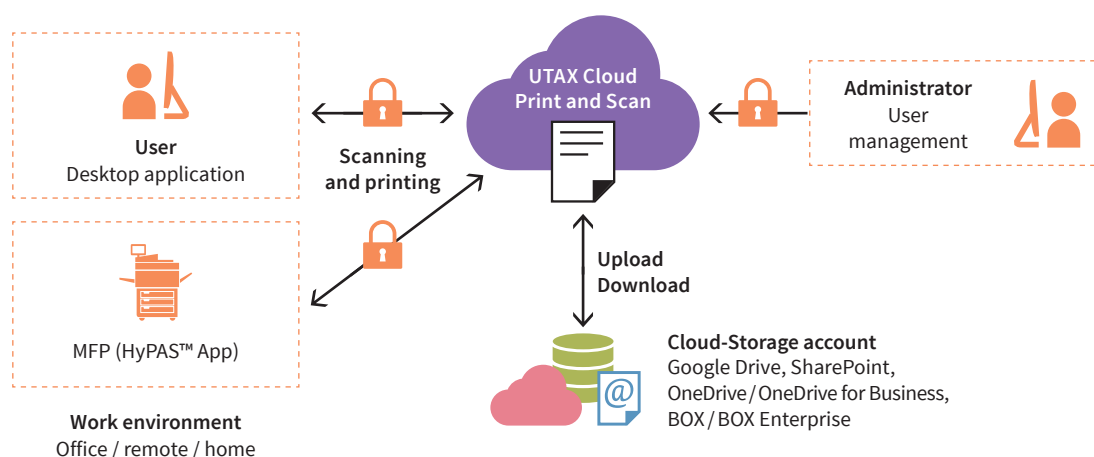 User
Desktop application
MFP (HyPAS™ App)
Work environment
Office / remote / home
Scanning
and printing
UTAX Cloud
Print and Scan
Administrator
User
management
Upload
Download
@
Cloud-Storage account
Google Drive, SharePoint,
OneDrive / OneDrive for Business,
BOX / BOX Enterprise